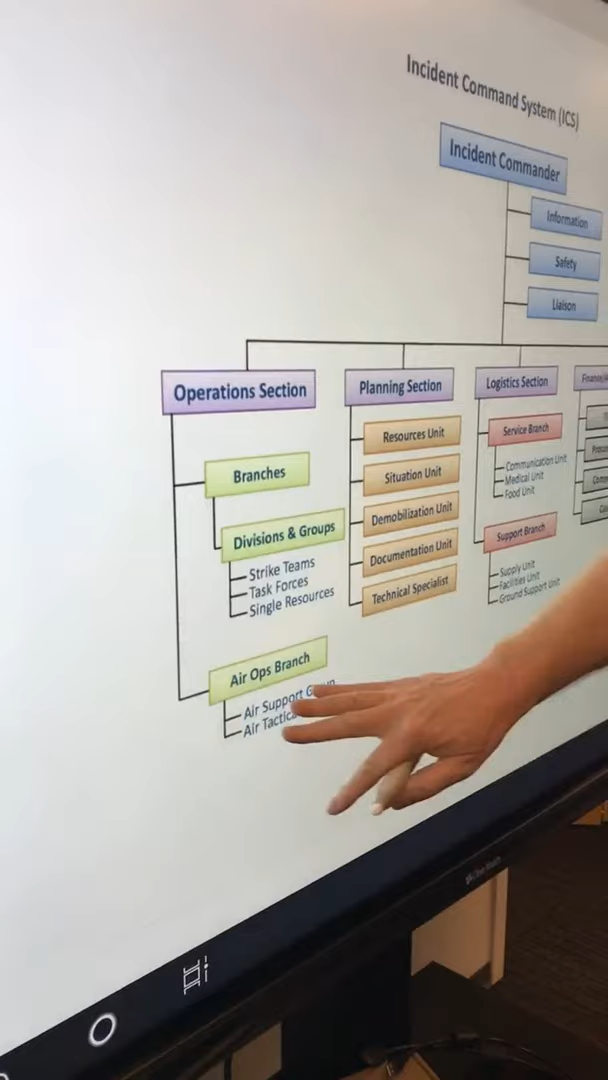 Incident Command System (ICS)
Incident Commander
Information
Safety
Liaison
Operations Section
Branches
Divisions & Groups
Strike Teams
Task Forces
Single Resources
Air Ops Branch
Air Support
Air
Planning Section
Resources Unit
Situation Unit
Demobilization Unit
Documentation Unit
Technical Specialist
Logistics Section
Service Branch
Communication Unit
Medical Unit
Food Unit
Support Branch
Supply Unit
Facilities Unit
Ground Support Unit